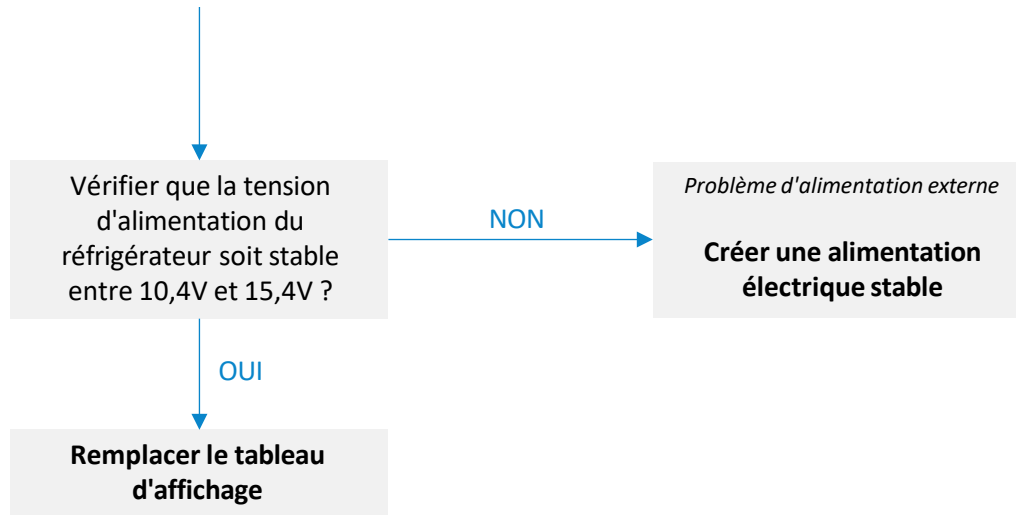 Vérifier que la tension
d'alimentation du
réfrigérateur soit stable
entre 10,4V et 15,4V ?
NON
Problème d'alimentation externe
Créer une alimentation
électrique stable
OUI
Remplacer le tableau
d'affichage